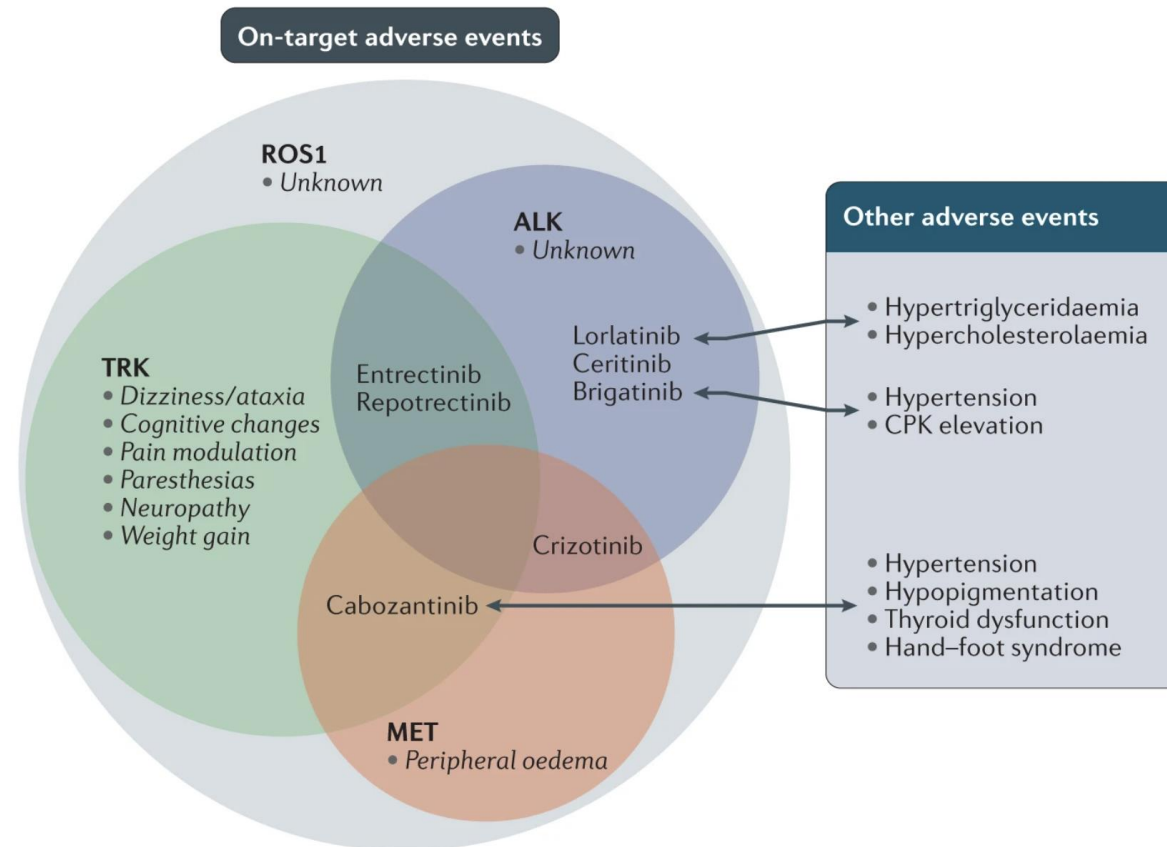 On-target adverse events
ROS1
• Unknown
ALK
• Unknown
Lorlatinib
Ceritinib
Brigatinib
TRK
• Dizziness/ataxia
• Cognitive changes
• Pain modulation
• Paresthesias
• Neuropathy
• Weight gain
Entrectinib
Repotrectinib
Crizotinib
Cabozantinib
MET
• Peripheral oedema
Other adverse events
• Hypertriglyceridaemia
• Hypercholesterolaemia
• Hypertension
• CPK elevation
• Hypertension
• Hypopigmentation
• Thyroid dysfunction
• Hand–foot syndrome